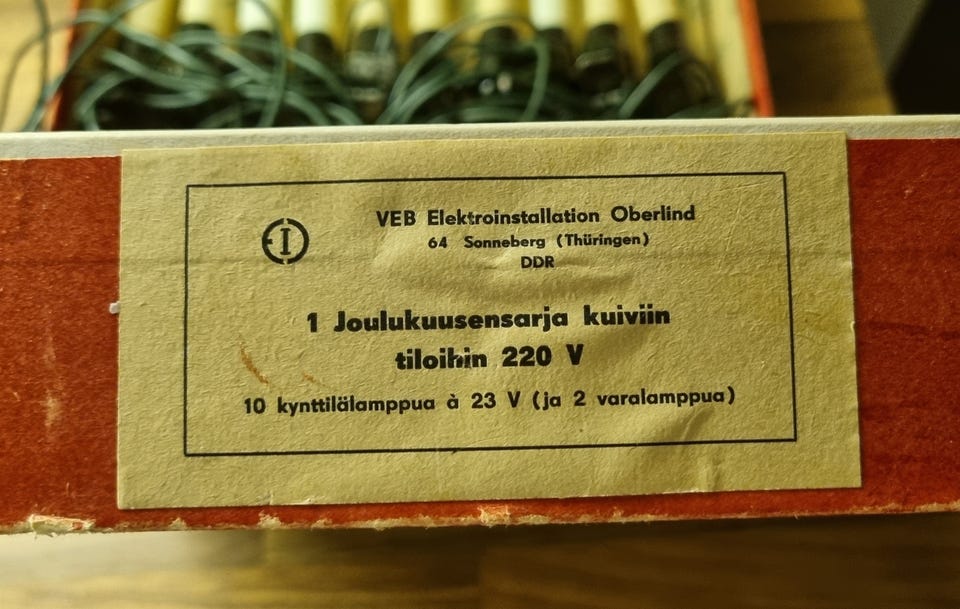 VEB Elektroinstallation Oberlind
64 Sonneberg (Thüringen)
DDR
1 Joulukuusensarja kuiviin
tiloihin 220 V
10 kynttilälamppua à 23 V (ja 2 varalamppua)